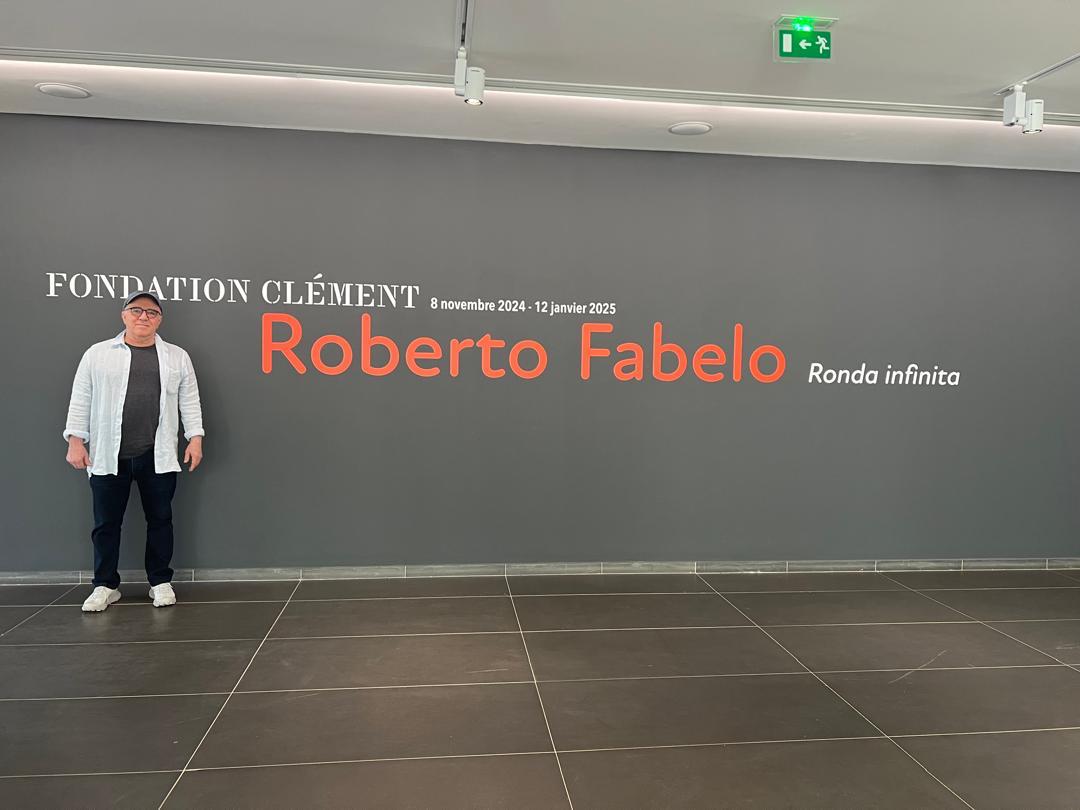 FONDATION CLÉMENT 8 novembre 2024 - 12 janvier 2025
Roberto Fabelo Ronda infinita